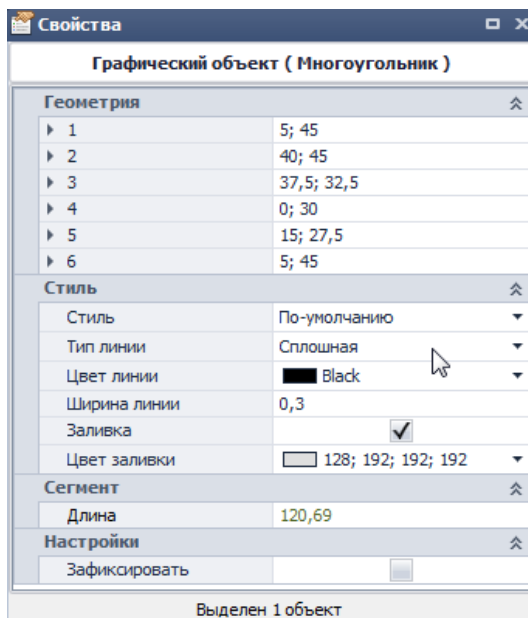 Свойства
Графический объект ( Многоугольник )
Геометрия
1 5; 45
2 40; 45
3 37,5; 32,5
4 0; 30
5 15; 27,5
6 5; 45
Стиль
Стиль По-умолчанию
Тип линии Сплошная
Цвет линии Black
Ширина линии 0,3
Заливка
Цвет заливки 128; 192; 192; 192
Сегмент
Длина 120,69
Настройки
Зафиксировать
Выделен 1 объект